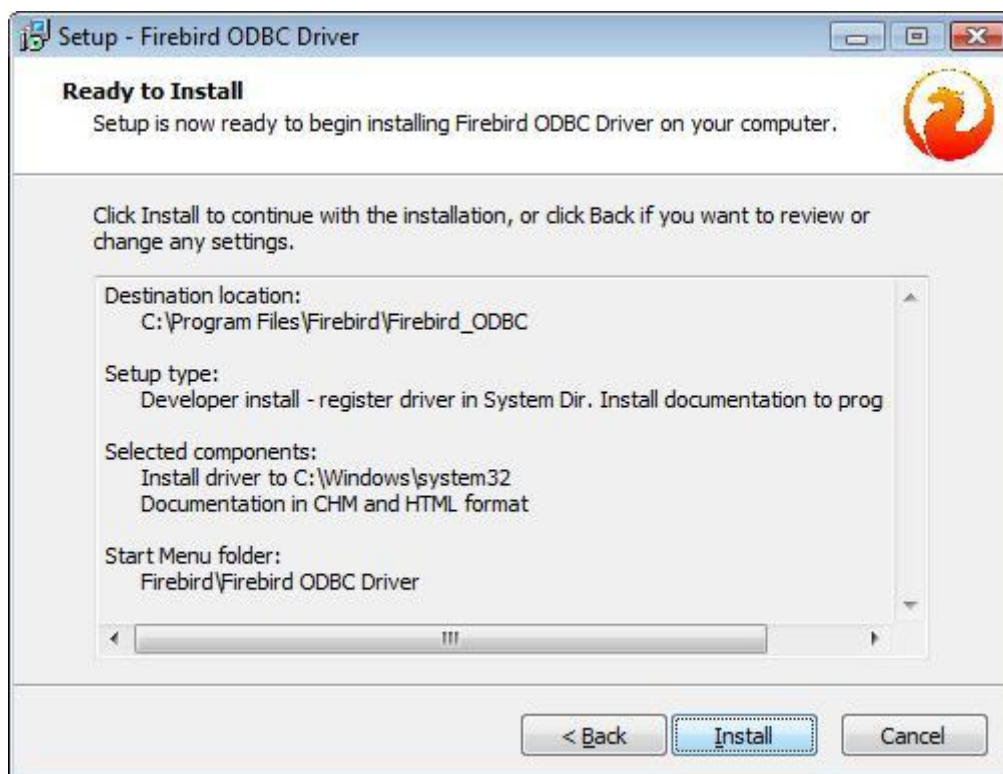 Setup - Firebird ODBC Driver
Ready to Install
Setup is now ready to begin installing Firebird ODBC Driver on your computer.
Click Install to continue with the installation, or click Back if you want to review or
change any settings.
Destination location:
C:\Program Files\Firebird\Firebird_ODBC
Setup type:
Developer install - register driver in System Dir. Install documentation to prog
Selected components:
Install driver to C:\Windows\system32
Documentation in CHM and HTML format
Start Menu folder:
Firebird\Firebird ODBC Driver
< Back Install Cancel